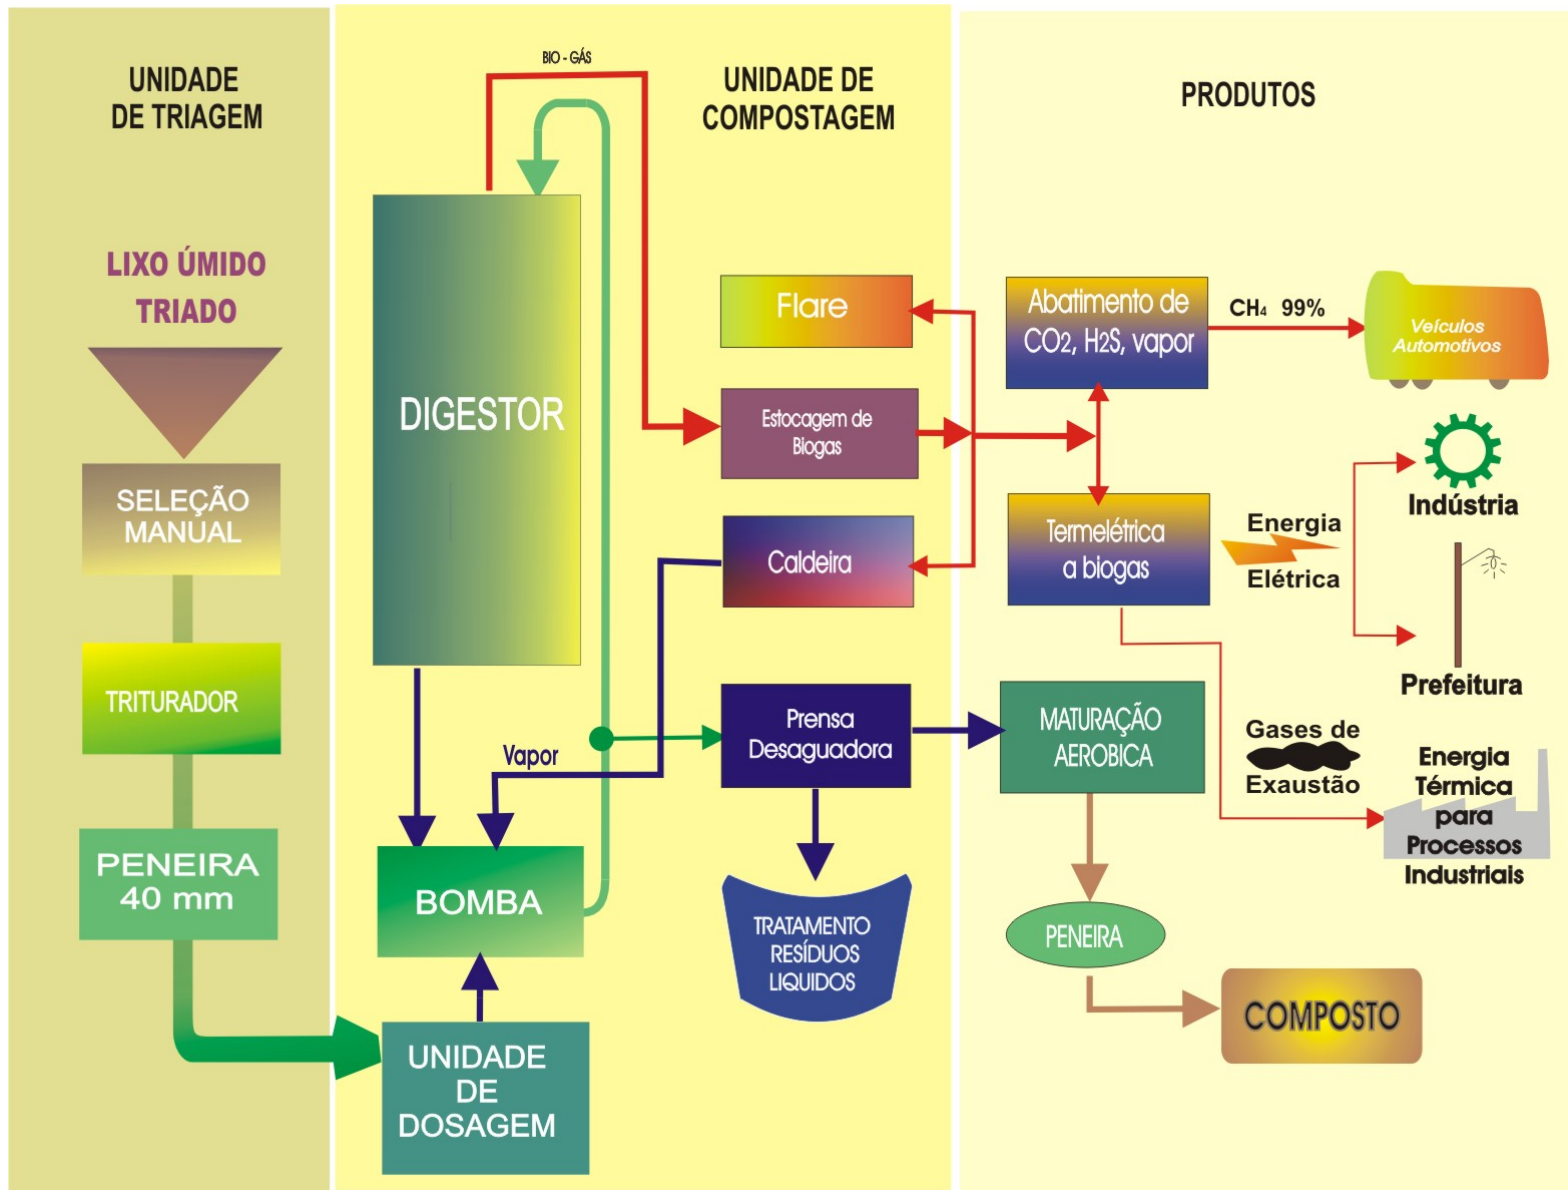 UNIDADE
DE TRIAGEM
LIXO ÚMIDO
TRIADO
SELEÇÃO
MANUAL
TRITURADOR
PENEIRA
40 mm
BIO - GÁS
UNIDADE DE
COMPOSTAGEM
DIGESTOR
Flare
Estocagem de
Biogas
Caldeira
Vapor
Prensa
Desaguadora
BOMBA
TRATAMENTO
RESÍDUOS
LIQUIDOS
UNIDADE
DE
DOSAGEM
PRODUTOS
Abatimento de
CO2, H2S, vapor
CH4 99%
Veículos
Automotivos
Indústria
Termelétrica
a biogas
Energia
Elétrica
Prefeitura
MATURAÇÃO
AEROBICA
Gases de
Exaustão
Energia
Térmica
para
Processos
Industriais
PENEIRA
COMPOSTO